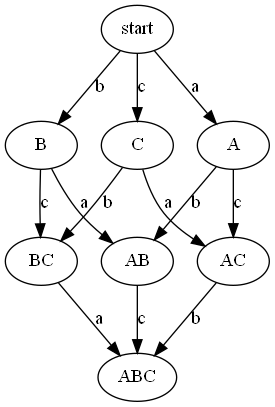 start
b c a
B C A
c a b a b c
BC AB AC
a c b
ABC